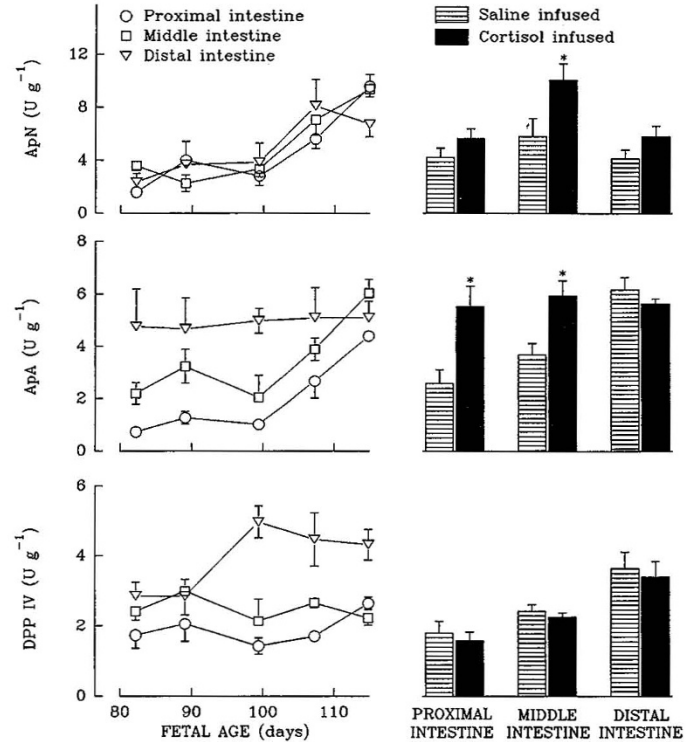 Proximal intestine
Middle intestine
Distal intestine
Saline infused
Cortisol infused
12
8
4
0
ApN (U g⁻¹)
*
8
6
4
2
0
ApA (U g⁻¹)
*
*
6
4
2
0
DPP IV (U g⁻¹)
80 90 100 110
FETAL AGE (days)
PROXIMAL MIDDLE DISTAL
INTESTINE INTESTINE INTESTINE